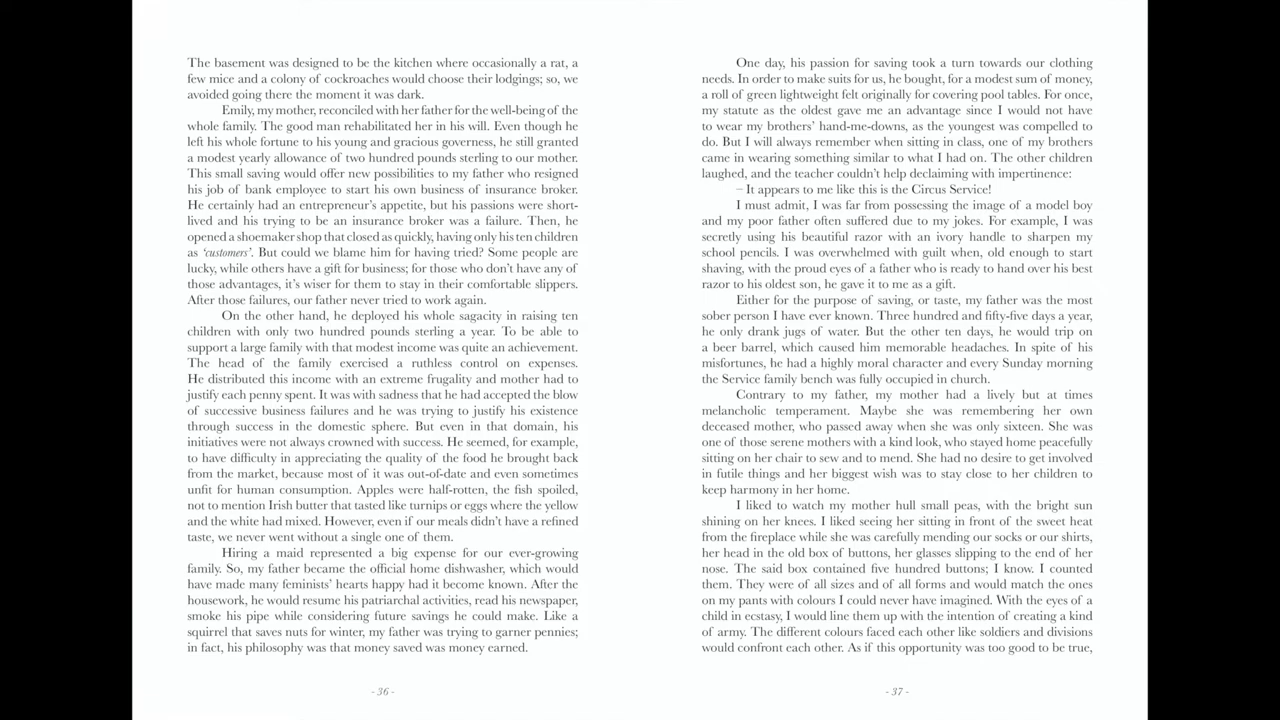 The basement was designed to be the kitchen where occasionally a rat, a
few mice and a colony of cockroaches would choose their lodgings; so, we
avoided going there the moment it was dark.
Emily, my mother, reconciled with her father for the well-being of the
whole family. The good man rehabilitated her in his will. Even though he
left his whole fortune to his young and gracious governess, he still granted
a modest yearly allowance of two hundred pounds sterling to our mother.
This small saving would offer new possibilities to my father who resigned
his job of bank employee to start his own business of insurance broker.
He certainly had an entrepreneur's appetite, but his passions were short-
lived and his trying to be an insurance broker was a failure. Then, he
opened a shoemaker shop that closed as quickly, having only his ten children
as ‘customers’. But could we blame him for having tried? Some people are
lucky, while others have a gift for business; for those who don't have any of
those advantages, it's wiser for them to stay in their comfortable slippers.
After those failures, our father never tried to work again.
On the other hand, he deployed his whole sagacity in raising ten
children with only two hundred pounds sterling a year. To be able to
support a large family with that modest income was quite an achievement.
The head of the family exercised a ruthless control on expenses.
He distributed this income with an extreme frugality and mother had to
justify each penny spent. It was with sadness that he had accepted the blow
of successive business failures and he was trying to justify his existence
through success in the domestic sphere. But even in that domain, his
initiatives were not always crowned with success. He seemed, for example,
to have difficulty in appreciating the quality of the food he brought back
from the market, because most of it was out-of-date and even sometimes
unfit for human consumption. Apples were half-rotten, the fish spoiled,
not to mention Irish butter that tasted like turnips or eggs where the yellow
and the white had mixed. However, even if our meals didn't have a refined
taste, we never went without a single one of them.
Hiring a maid represented a big expense for our ever-growing
family. So, my father became the official home dishwasher, which would
have made many feminists' hearts happy had it become known. After the
housework, he would resume his patriarchal activities, read his newspaper,
smoke his pipe while considering future savings he could make. Like a
squirrel that saves nuts for winter, my father was trying to garner pennies;
in fact, his philosophy was that money saved was money earned.
- 36 -
One day, his passion for saving took a turn towards our clothing
needs. In order to make suits for us, he bought, for a modest sum of money,
a roll of green lightweight felt originally for covering pool tables. For once,
my statute as the oldest gave me an advantage since I would not have
to wear my brothers' hand-me-downs, as the youngest was compelled to
do. But I will always remember when sitting in class, one of my brothers
came in wearing something similar to what I had on. The other children
laughed, and the teacher couldn't help declaiming with impertinence:
– It appears to me like this is the Circus Service!
I must admit, I was far from possessing the image of a model boy
and my poor father often suffered due to my jokes. For example, I was
secretly using his beautiful razor with an ivory handle to sharpen my
school pencils. I was overwhelmed with guilt when, old enough to start
shaving, with the proud eyes of a father who is ready to hand over his best
razor to his oldest son, he gave it to me as a gift.
Either for the purpose of saving, or taste, my father was the most
sober person I have ever known. Three hundred and fifty-five days a year,
he only drank jugs of water. But the other ten days, he would trip on
a beer barrel, which caused him memorable headaches. In spite of his
misfortunes, he had a highly moral character and every Sunday morning
the Service family bench was fully occupied in church.
Contrary to my father, my mother had a lively but at times
melancholic temperament. Maybe she was remembering her own
deceased mother, who passed away when she was only sixteen. She was
one of those serene mothers with a kind look, who stayed home peacefully
sitting on her chair to sew and to mend. She had no desire to get involved
in futile things and her biggest wish was to stay close to her children to
keep harmony in her home.
I liked to watch my mother hull small peas, with the bright sun
shining on her knees. I liked seeing her sitting in front of the sweet heat
from the fireplace while she was carefully mending our socks or our shirts,
her head in the old box of buttons, her glasses slipping to the end of her
nose. The said box contained five hundred buttons; I know. I counted
them. They were of all sizes and of all forms and would match the ones
on my pants with colours I could never have imagined. With the eyes of a
child in ecstasy, I would line them up with the intention of creating a kind
of army. The different colours faced each other like soldiers and divisions
would confront each other. As if this opportunity was too good to be true,
- 37 -